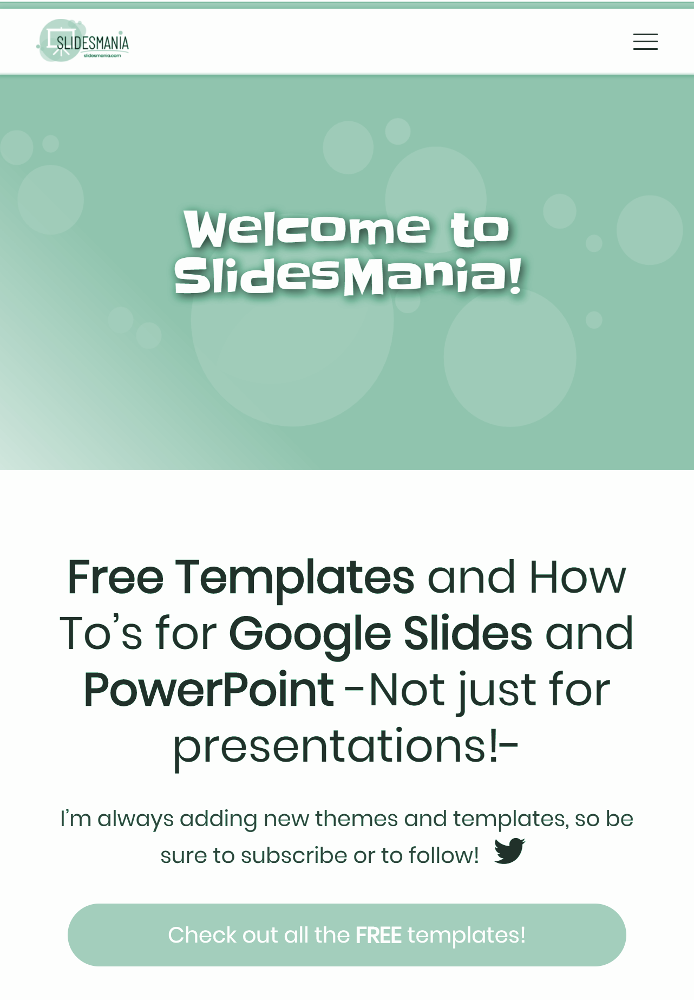 SLIDESMANIA
slidesmania.com
Welcome to
SlidesMania!
Free Templates and How
To’s for Google Slides and
PowerPoint -Not just for
presentations!-
I’m always adding new themes and templates, so be
sure to subscribe or to follow!
Check out all the FREE templates!